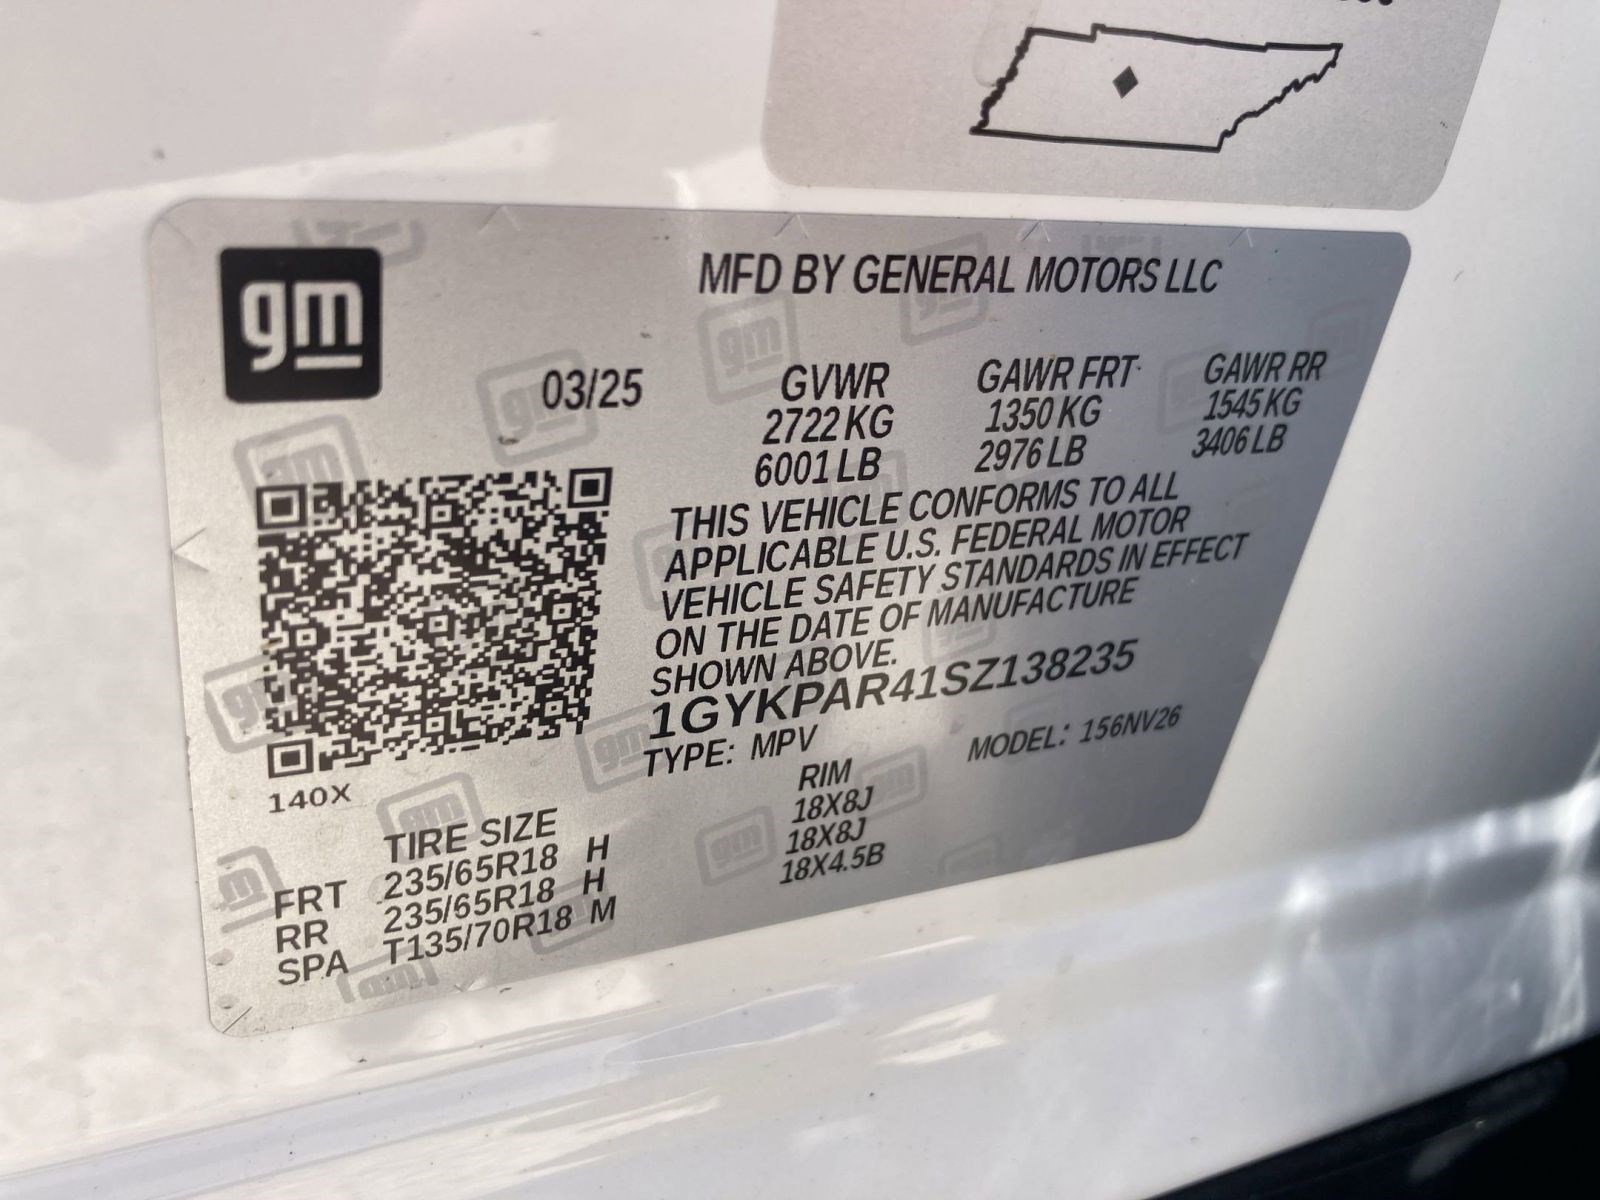 gm
MFD BY GENERAL MOTORS LLC
03/25
GVWR GAWR FRT GAWR RR
2722 KG 1350 KG 1545 KG
6001 LB 2976 LB 3406 LB
THIS VEHICLE CONFORMS TO ALL
APPLICABLE U.S. FEDERAL MOTOR
VEHICLE SAFETY STANDARDS IN EFFECT
ON THE DATE OF MANUFACTURE
SHOWN ABOVE.
1GYKPAR41SZ138235
TYPE: MPV MODEL: 156NV26
140X
TIRE SIZE RIM
FRT 235/65R18 H 18X8J
RR 235/65R18 H 18X8J
SPA T135/70R18 M 18X4.5B